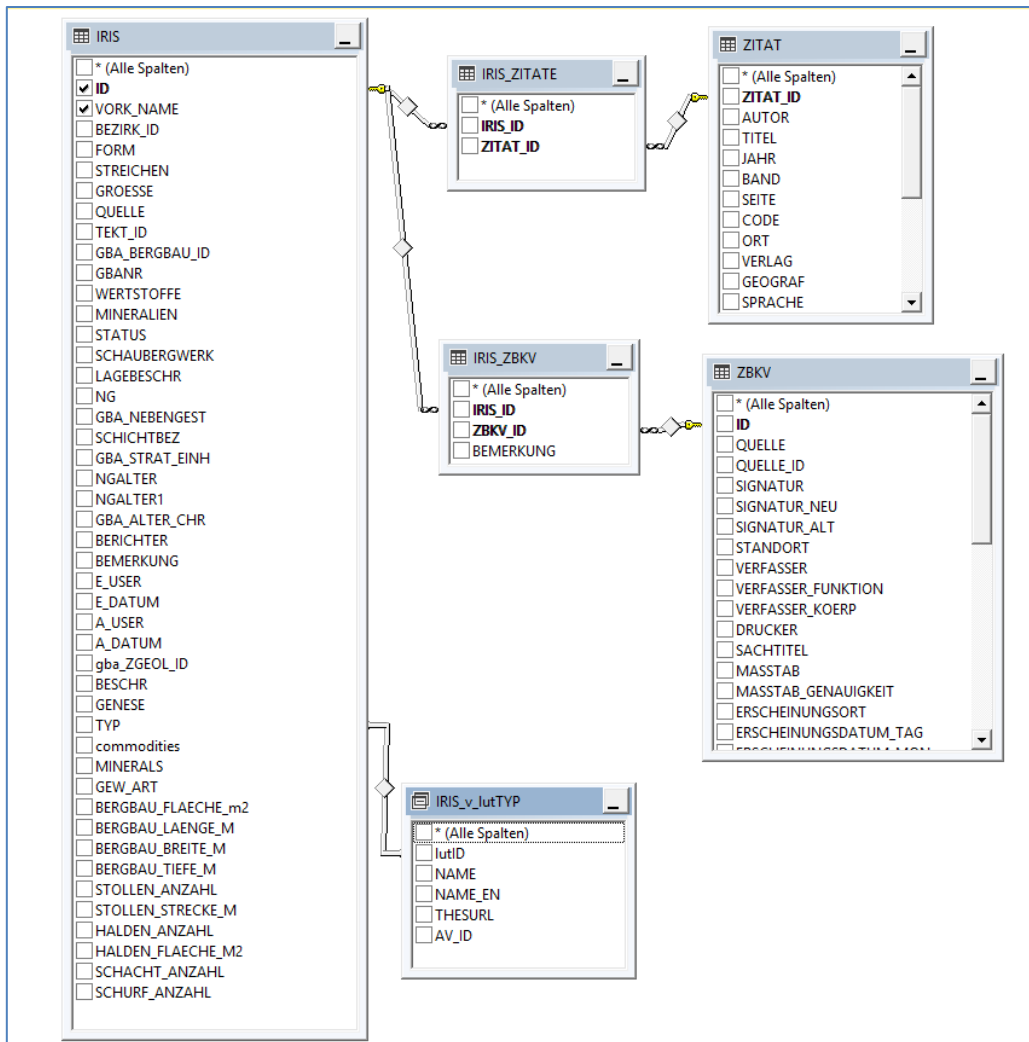 IRIS
* (Alle Spalten)
ID
VORK_NAME
BEZIRK_ID
FORM
STREICHEN
GROESSE
QUELLE
TEKT_ID
GBA_BERGBAU_ID
GBANR
WERTSTOFFE
MINERALIEN
STATUS
SCHAUBERGWERK
LAGEBESCHR
NG
GBA_NEBENGEST
SCHICHTBEZ
GBA_STRAT_EINH
NGALTER
NGALTER1
GBA_ALTER_CHR
BERICHTER
BEMERKUNG
E_USER
E_DATUM
A_USER
A_DATUM
gba_ZGEOL_ID
BESCHR
GENESE
TYP
commodities
MINERALS
GEW_ART
BERGBAU_FLAECHE_m2
BERGBAU_LAENGE_M
BERGBAU_BREITE_M
BERGBAU_TIEFE_M
STOLLEN_ANZAHL
STOLLEN_STRECKE_M
HALDEN_ANZAHL
HALDEN_FLAECHE_M2
SCHACHT_ANZAHL
SCHURF_ANZAHL
IRIS_ZITATE
* (Alle Spalten)
IRIS_ID
ZITAT_ID
ZITAT
* (Alle Spalten)
ZITAT_ID
AUTOR
TITEL
JAHR
BAND
SEITE
CODE
ORT
VERLAG
GEOGRAF
SPRACHE
IRIS_ZBKV
* (Alle Spalten)
IRIS_ID
ZBKV_ID
BEMERKUNG
ZBKV
* (Alle Spalten)
ID
QUELLE
QUELLE_ID
SIGNATUR
SIGNATUR_NEU
SIGNATUR_ALT
STANDORT
VERFASSER
VERFASSER_FUNKTION
VERFASSER_KOERP
DRUCKER
SACHTITEL
MASSTAB
MASSTAB_GENAUIGKEIT
ERSCHEINUNGSORT
ERSCHEINUNGSDATUM_TAG
ERSCHEINUNGSDATUM_MON
IRIS_v_lutTYP
* (Alle Spalten)
lutID
NAME
NAME_EN
THESURL
AV_ID